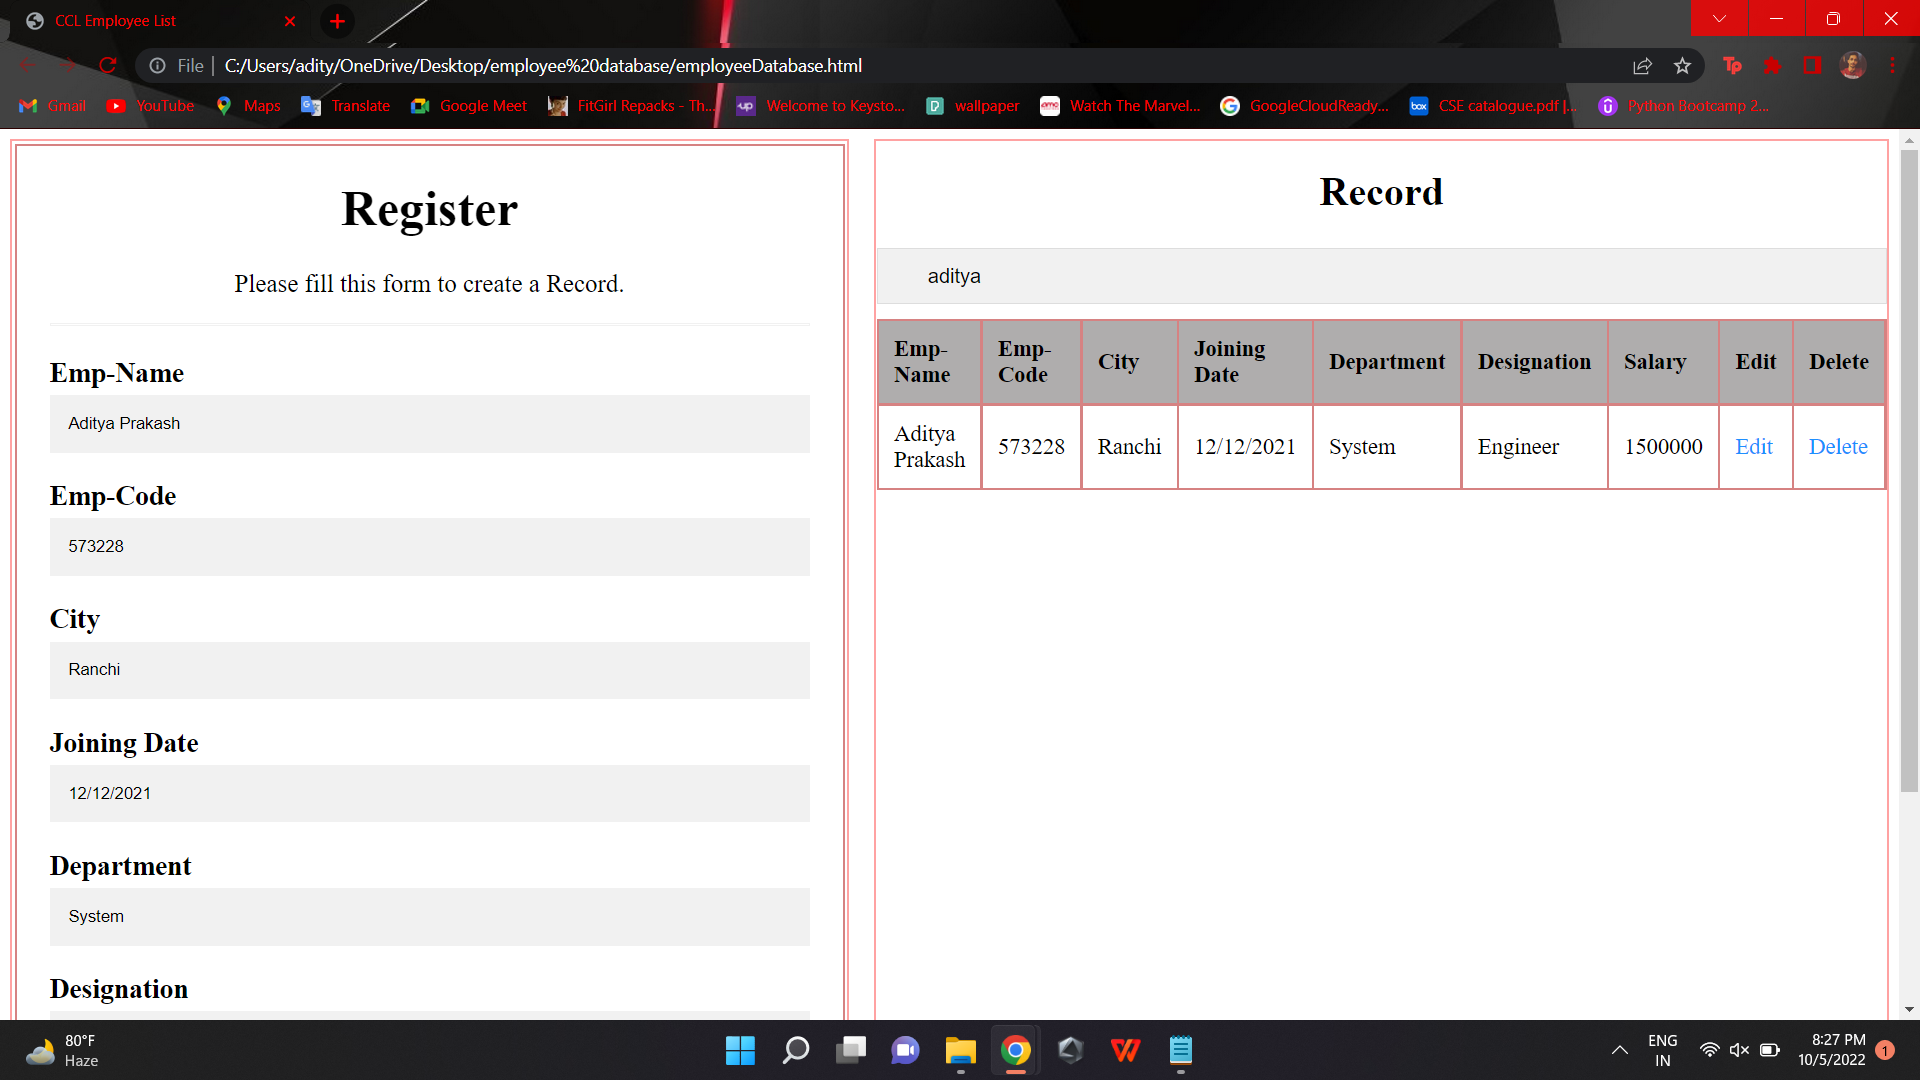 CCL Employee List
File | C:/Users/adity/OneDrive/Desktop/employee%20database/employeeDatabase.html
Gmail YouTube Maps Translate Google Meet FitGirl Repacks - Th... Welcome to Keysto... wallpaper Watch The Marvel... GoogleCloudReady... CSE catalogue.pdf |... Python Bootcamp 2...
Register
Please fill this form to create a Record.
Emp-Name
Aditya Prakash
Emp-Code
573228
City
Ranchi
Joining Date
12/12/2021
Department
System
Designation
Record
aditya
Emp-Name Emp-Code City Joining Date Department Designation Salary Edit Delete
Aditya Prakash 573228 Ranchi 12/12/2021 System Engineer 1500000 Edit Delete
80°F
Haze
ENG
IN
8:27 PM
10/5/2022
1